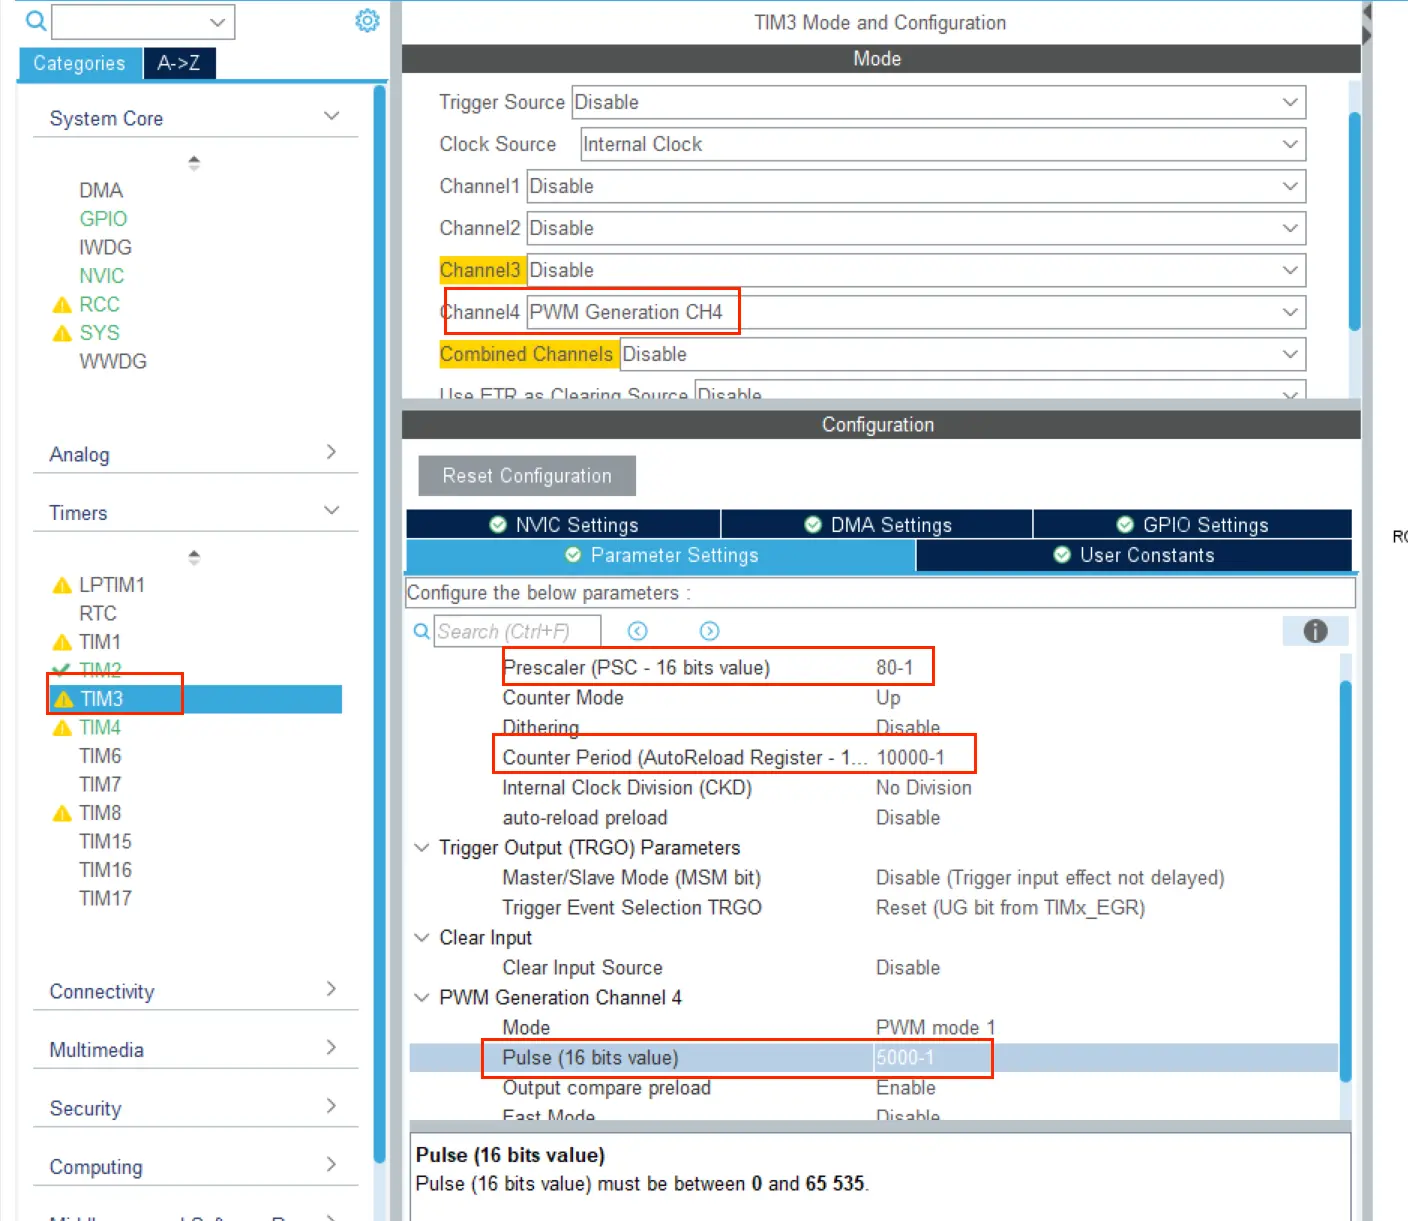 TIM3 Mode and Configuration
Categories
A->Z
System Core
DMA
GPIO
IWDG
NVIC
RCC
SYS
WWDG
Analog
Timers
LPTIM1
RTC
TIM1
TIM2
TIM3
TIM4
TIM6
TIM7
TIM8
TIM15
TIM16
TIM17
Connectivity
Multimedia
Security
Computing
Mode
Trigger Source Disable
Clock Source Internal Clock
Channel1 Disable
Channel2 Disable
Channel3 Disable
Channel4 PWM Generation CH4
Combined Channels Disable
Use ETR as Clearing Source Disable
Configuration
Reset Configuration
NVIC Settings
DMA Settings
GPIO Settings
Parameter Settings
User Constants
Configure the below parameters :
Search (Ctrl+F)
Prescaler (PSC - 16 bits value) 80-1
Counter Mode Up
Dithering Disable
Counter Period (AutoReload Register - 1... 10000-1
Internal Clock Division (CKD) No Division
auto-reload preload Disable
Trigger Output (TRGO) Parameters
Master/Slave Mode (MSM bit) Disable (Trigger input effect not delayed)
Trigger Event Selection TRGO Reset (UG bit from TIMx_EGR)
Clear Input
Clear Input Source Disable
PWM Generation Channel 4
Mode PWM mode 1
Pulse (16 bits value) 5000-1
Output compare preload Enable
Fast Mode Disable
Pulse (16 bits value)
Pulse (16 bits value) must be between 0 and 65 535.